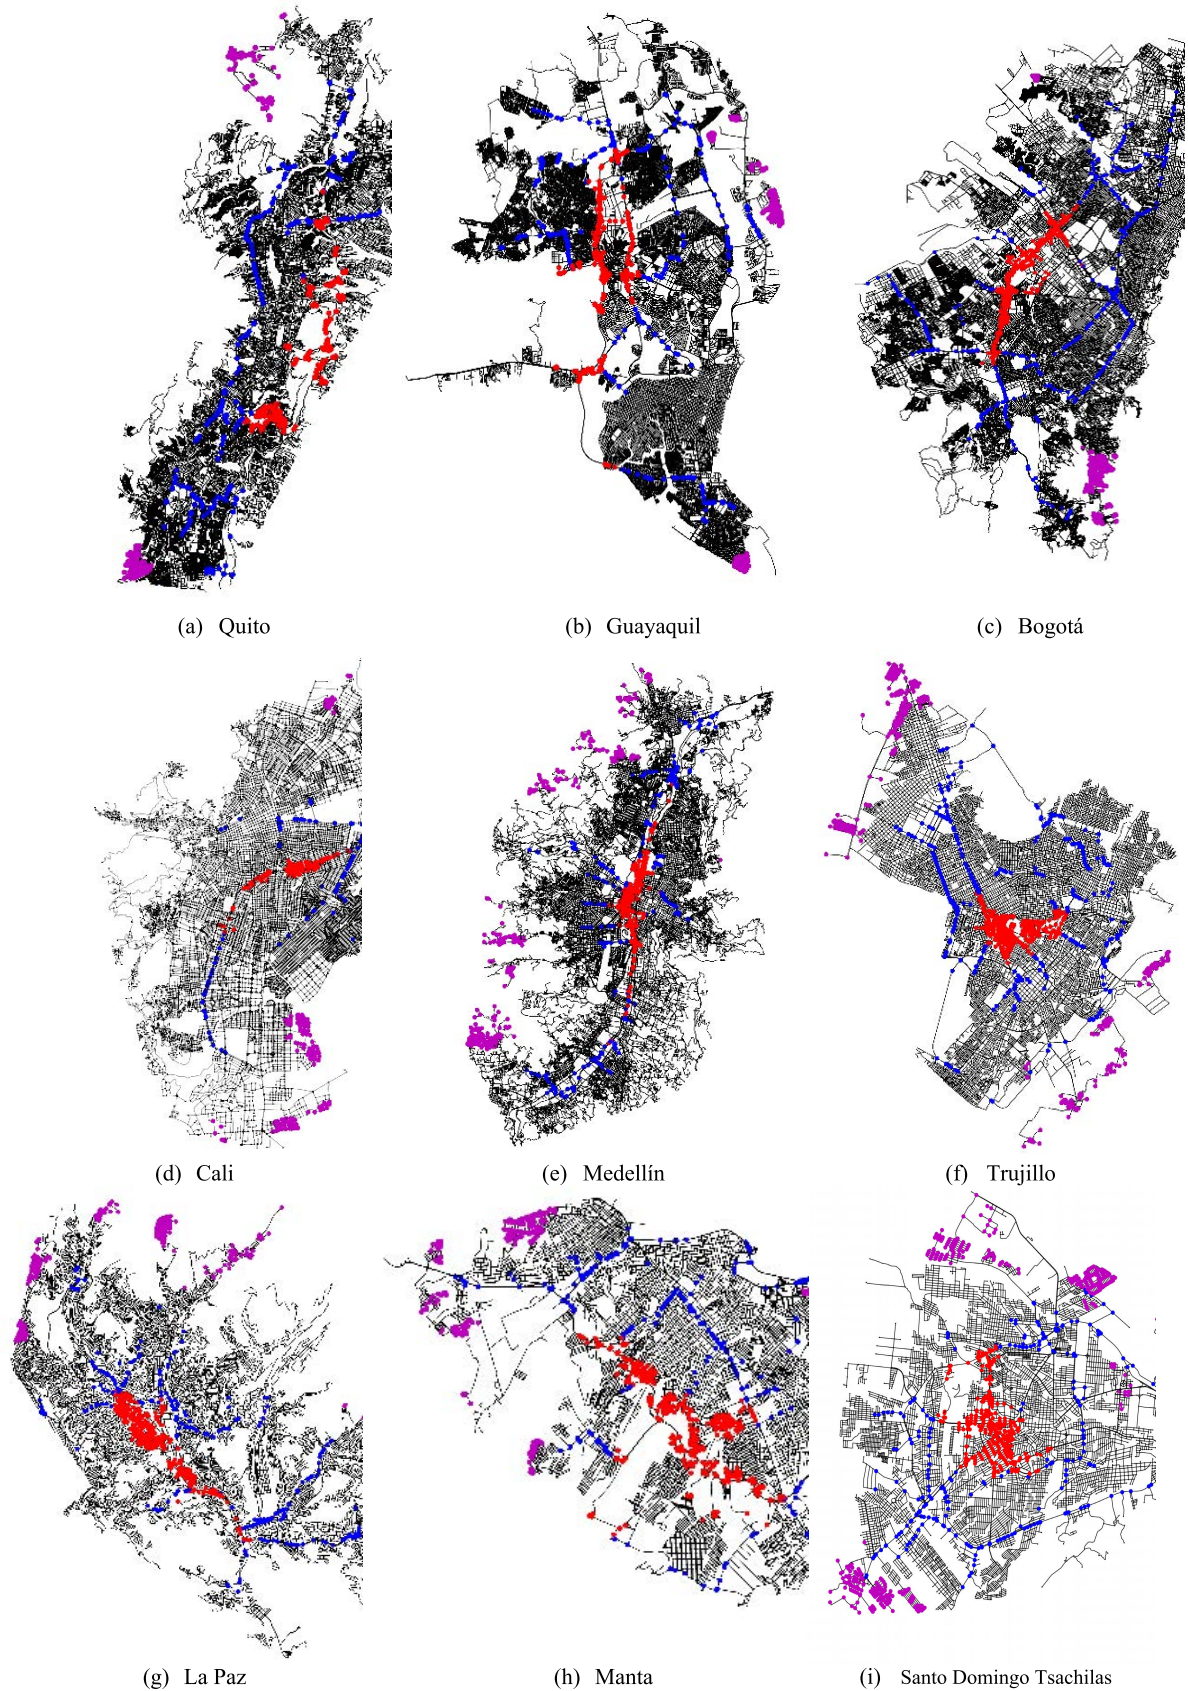 (a) Quito
(b) Guayaquil
(c) Bogotá
(d) Cali
(e) Medellín
(f) Trujillo
(g) La Paz
(h) Manta
(i) Santo Domingo Tsachilas